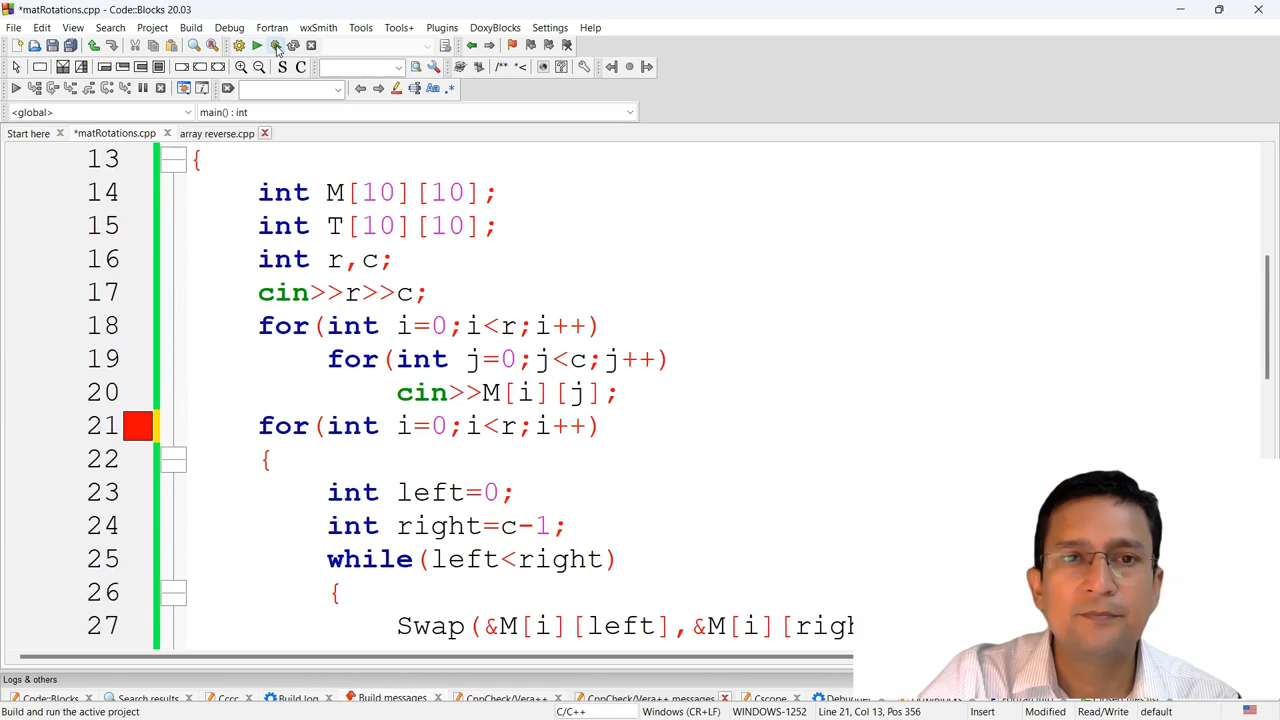 *matRotations.cpp - Code::Blocks 20.03
File Edit View Search Project Build Debug Fortran wxSmith Tools Tools+ Plugins DoxyBlocks Settings Help
S C
/** *<
Aa .*
<global> main() : int
Start here *matRotations.cpp array reverse.cpp
13 {
14 int M[10][10];
15 int T[10][10];
16 int r,c;
17 cin>>r>>c;
18 for(int i=0;i<r;i++)
19 for(int j=0;j<c;j++)
20 cin>>M[i][j];
21 for(int i=0;i<r;i++)
22 {
23 int left=0;
24 int right=c-1;
25 while(left<right)
26 {
27 Swap(&M[i][left],&M[i][righ
Logs & others
Code::Blocks Search results Cccc Build log Build messages CppCheck/Vera++ CppCheck/Vera++ messages Cscope Debugger
Build and run the active project C/C++ Windows (CR+LF) WINDOWS-1252 Line 21, Col 13, Pos 356 Insert Modified Read/Write default